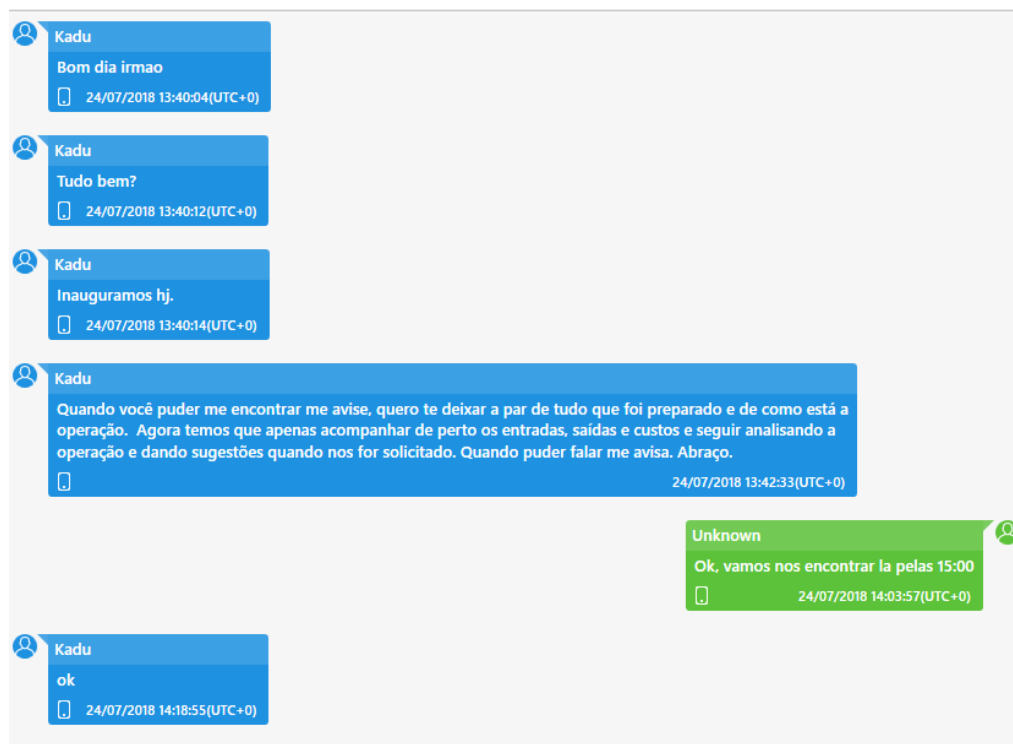 Kadu
Bom dia irmao
24/07/2018 13:40:04(UTC+0)
Kadu
Tudo bem?
24/07/2018 13:40:12(UTC+0)
Kadu
Inauguramos hj.
24/07/2018 13:40:14(UTC+0)
Kadu
Quando você puder me encontrar me avise, quero te deixar a par de tudo que foi preparado e de como está a
operação. Agora temos que apenas acompanhar de perto os entradas, saídas e custos e seguir analisando a
operação e dando sugestões quando nos for solicitado. Quando puder falar me avisa. Abraço.
24/07/2018 13:42:33(UTC+0)
Unknown
Ok, vamos nos encontrar la pelas 15:00
24/07/2018 14:03:57(UTC+0)
Kadu
ok
24/07/2018 14:18:55(UTC+0)